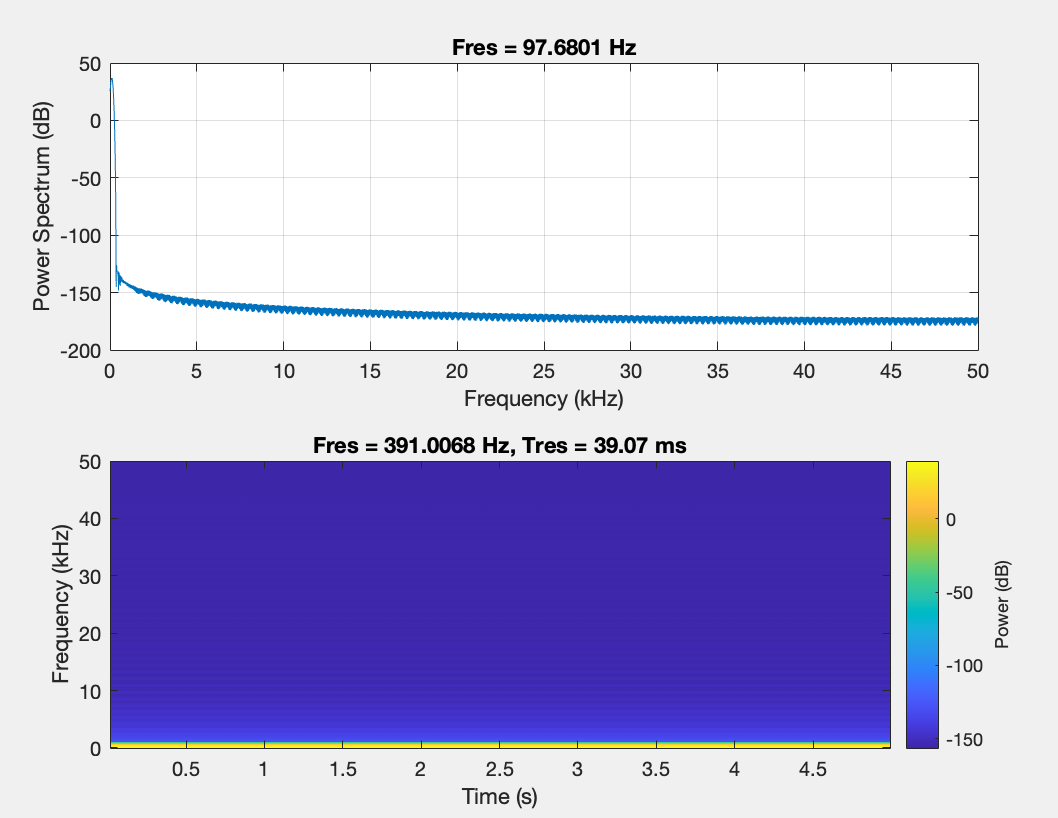 Fres = 97.6801 Hz
50
0
-50
-100
-150
-200
Power Spectrum (dB)
0 5 10 15 20 25 30 35 40 45 50
Frequency (kHz)
Fres = 391.0068 Hz, Tres = 39.07 ms
50
40
30
20
10
0
Frequency (kHz)
0.5 1 1.5 2 2.5 3 3.5 4 4.5
Time (s)
0
-50
-100
-150
Power (dB)